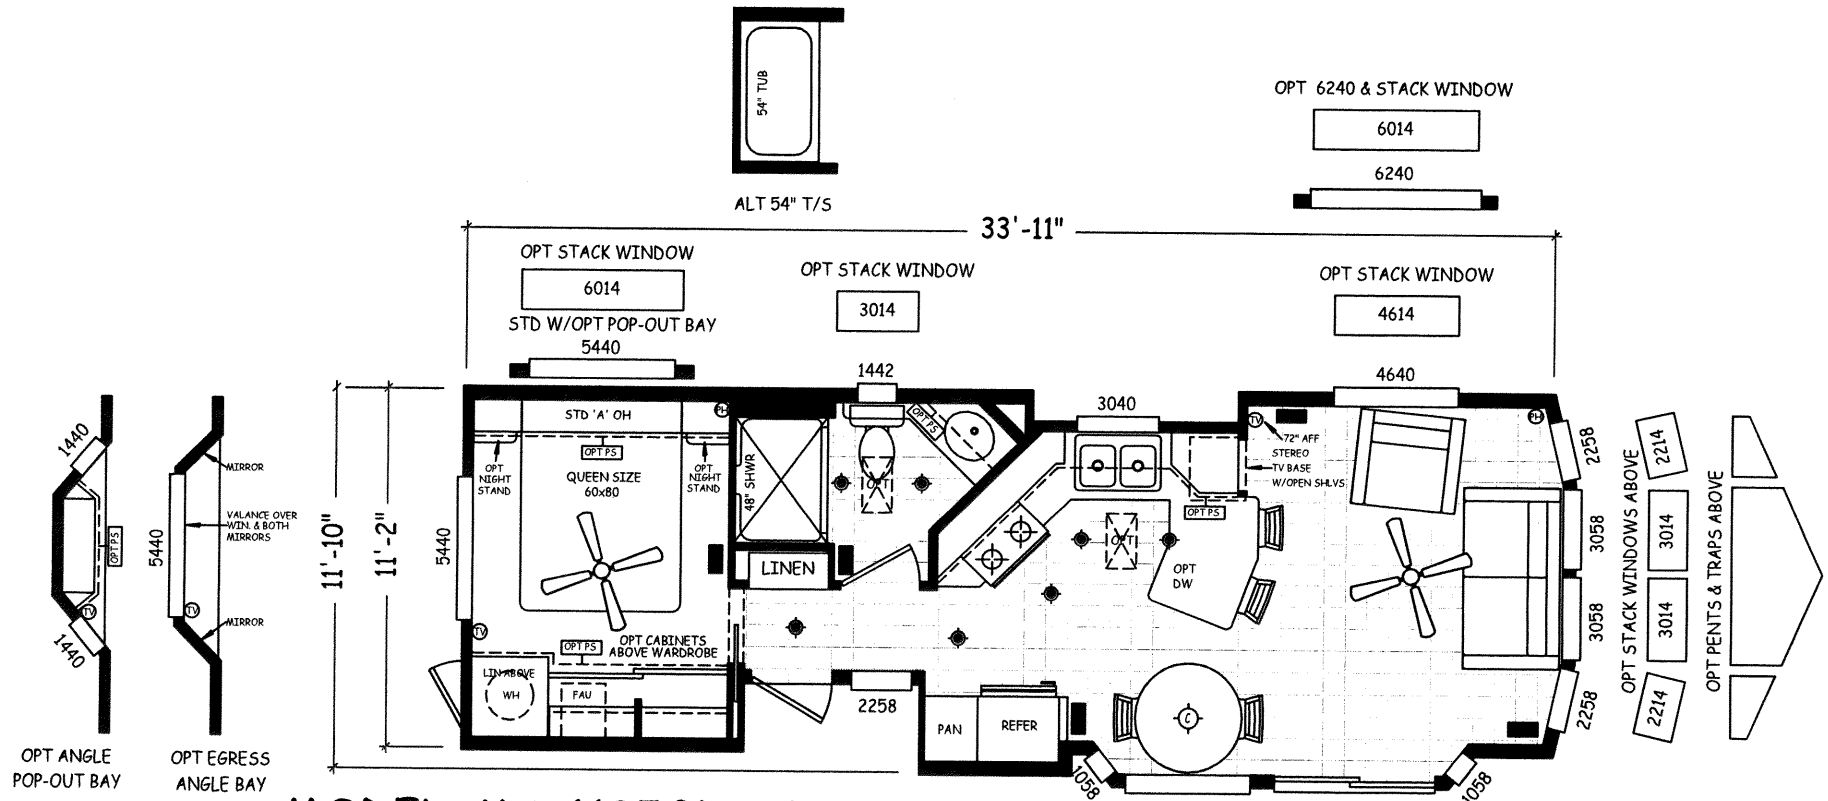 54" TUB
ALT 54" T/S
OPT 6240 & STACK WINDOW
6014
6240
33'-11"
OPT STACK WINDOW
6014
STD W/OPT POP-OUT BAY
5440
OPT STACK WINDOW
3014
OPT STACK WINDOW
4614
1442
3040
4640
1440
OPT PS
TV
1440
OPT ANGLE
POP-OUT BAY
MIRROR
5440
VALANCE OVER
WIN. & BOTH
MIRRORS
TV
MIRROR
OPT EGRESS
ANGLE BAY
11'-10"
11'-2"
5440
STD 'A' OH
PH
OPT PS
OPT
NIGHT
STAND
QUEEN SIZE
60x80
OPT
NIGHT
STAND
TV
OPT PS
OPT CABINETS
ABOVE WARDROBE
LIN ABOVE
WH
FAU
48" SHWR
LINEN
OPT
OPT PS
2258
OPT
OPT PS
OPT
DW
TV
72" AFF
STEREO
TV BASE
W/OPEN SHLVS
PH
PAN
REFER
C
1058
1058
2258
3058
3058
2258
OPT STACK WINDOWS ABOVE
2214
3014
3014
2214
OPT PENTS & TRAPS ABOVE